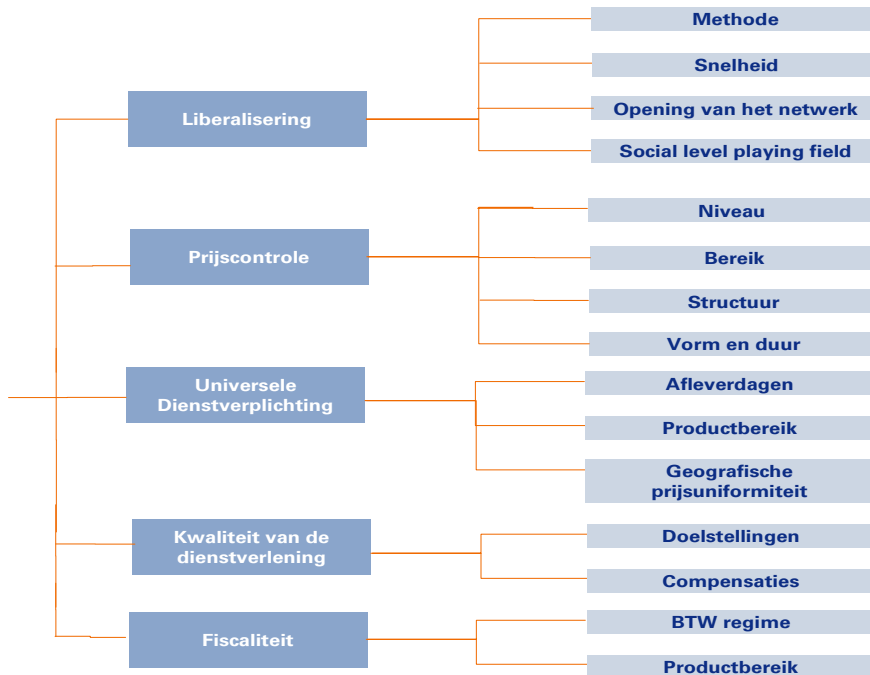 Liberalisering
Methode
Snelheid
Opening van het netwerk
Social level playing field
Prijscontrole
Niveau
Bereik
Structuur
Vorm en duur
Universele
Dienstverplichting
Afleverdagen
Productbereik
Geografische
prijsuniformiteit
Kwaliteit van de
dienstverlening
Doelstellingen
Compensaties
Fiscaliteit
BTW regime
Productbereik